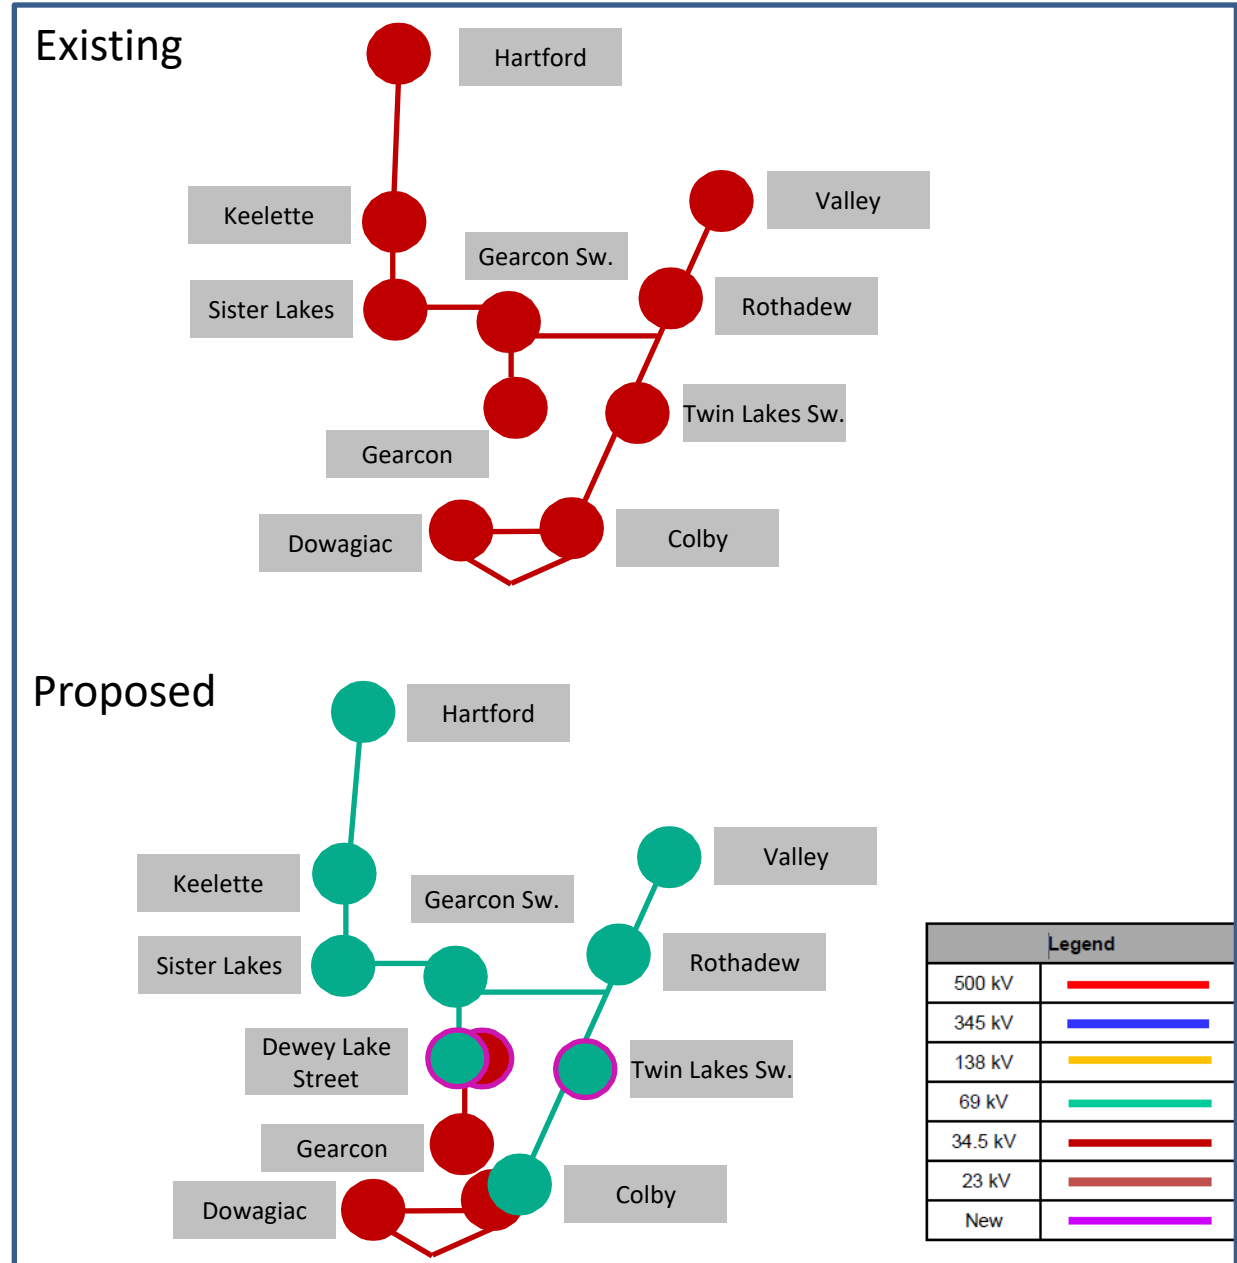 Existing
Hartford
Keelette
Valley
Gearcon Sw.
Sister Lakes
Rothadew
Twin Lakes Sw.
Gearcon
Dowagiac
Colby
Proposed
Hartford
Keelette
Valley
Gearcon Sw.
Sister Lakes
Rothadew
Dewey Lake
Street
Twin Lakes Sw.
Gearcon
Dowagiac
Colby
Legend
500 kV
345 kV
138 kV
69 kV
34.5 kV
23 kV
New